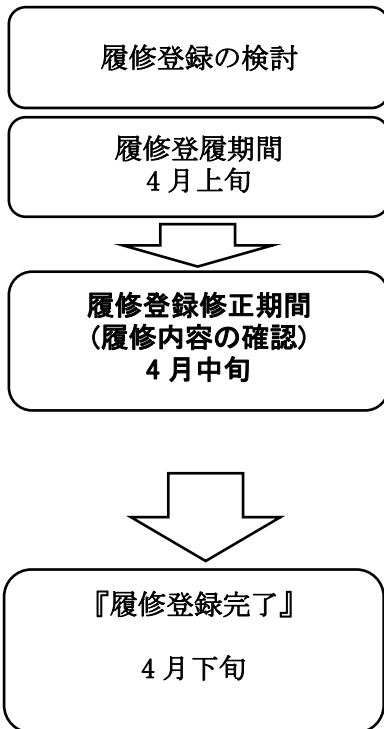 履修登録の検討
履修登履期間
4月上旬
履修登録修正期間
(履修内容の確認)
4月中旬
『履修登録完了』
4月下旬